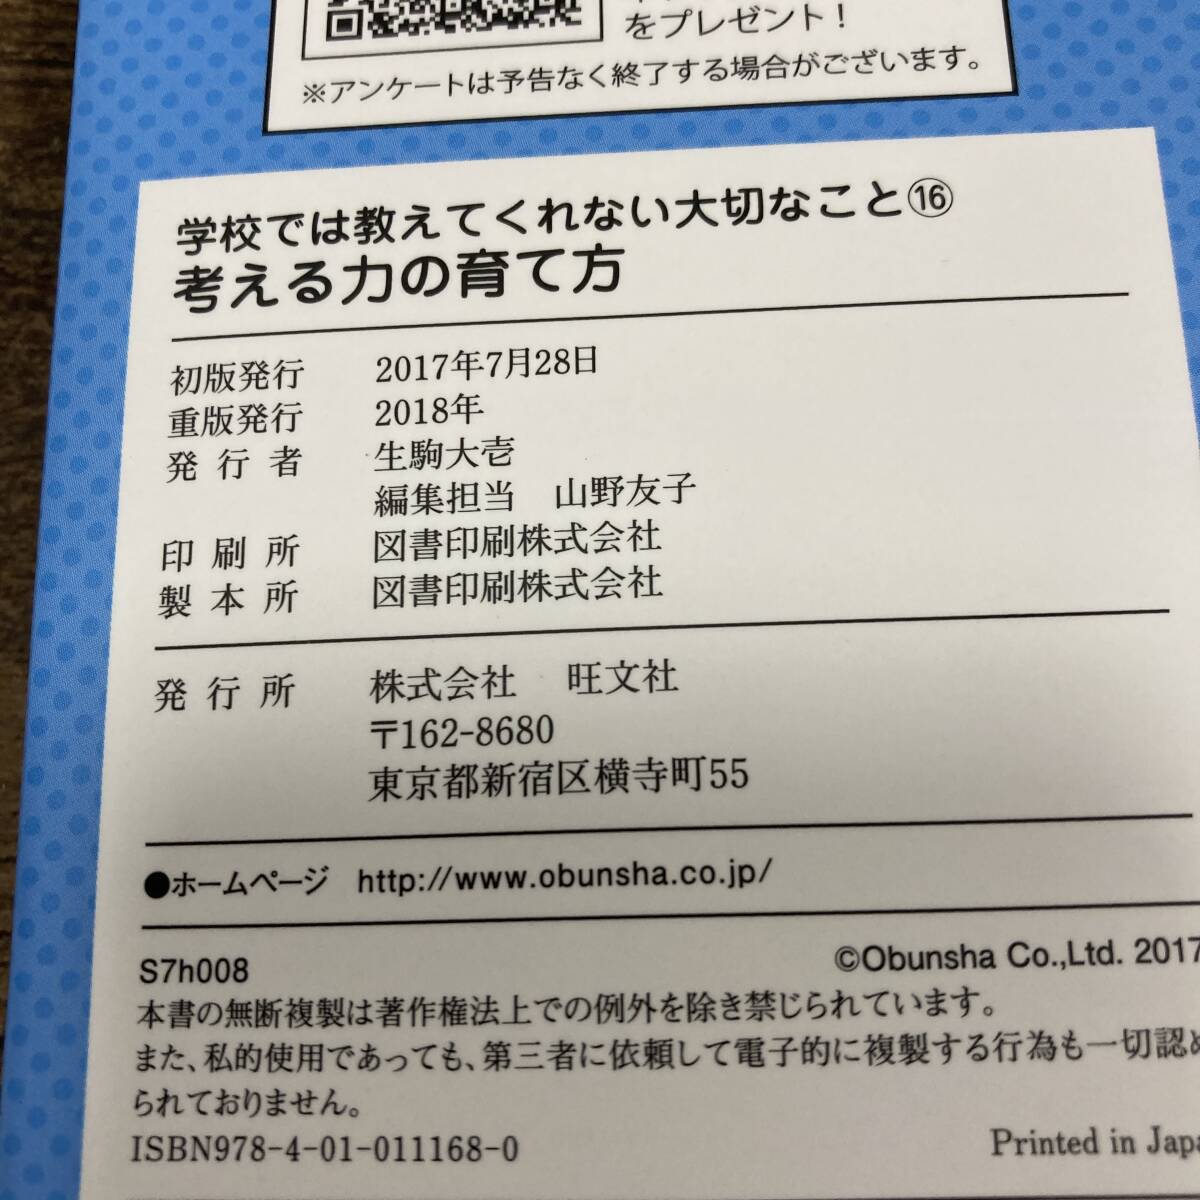 をプレゼント！
※アンケートは予告なく終了する場合がございます。
学校では教えてくれない大切なこと⑯
考える力の育て方
初版発行 2017年7月28日
重版発行 2018年
発行者 生駒大壱
編集担当 山野友子
印刷所 図書印刷株式会社
製本所 図書印刷株式会社
発行所 株式会社 旺文社
〒162-8680
東京都新宿区横寺町55
●ホームページ http://www.obunsha.co.jp/
S7h008 ©Obunsha Co.,Ltd. 2017
本書の無断複製は著作権法上での例外を除き禁じられています。
また、私的使用であっても、第三者に依頼して電子的に複製する行為も一切認め
られておりません。
ISBN978-4-01-011168-0 Printed in Japa